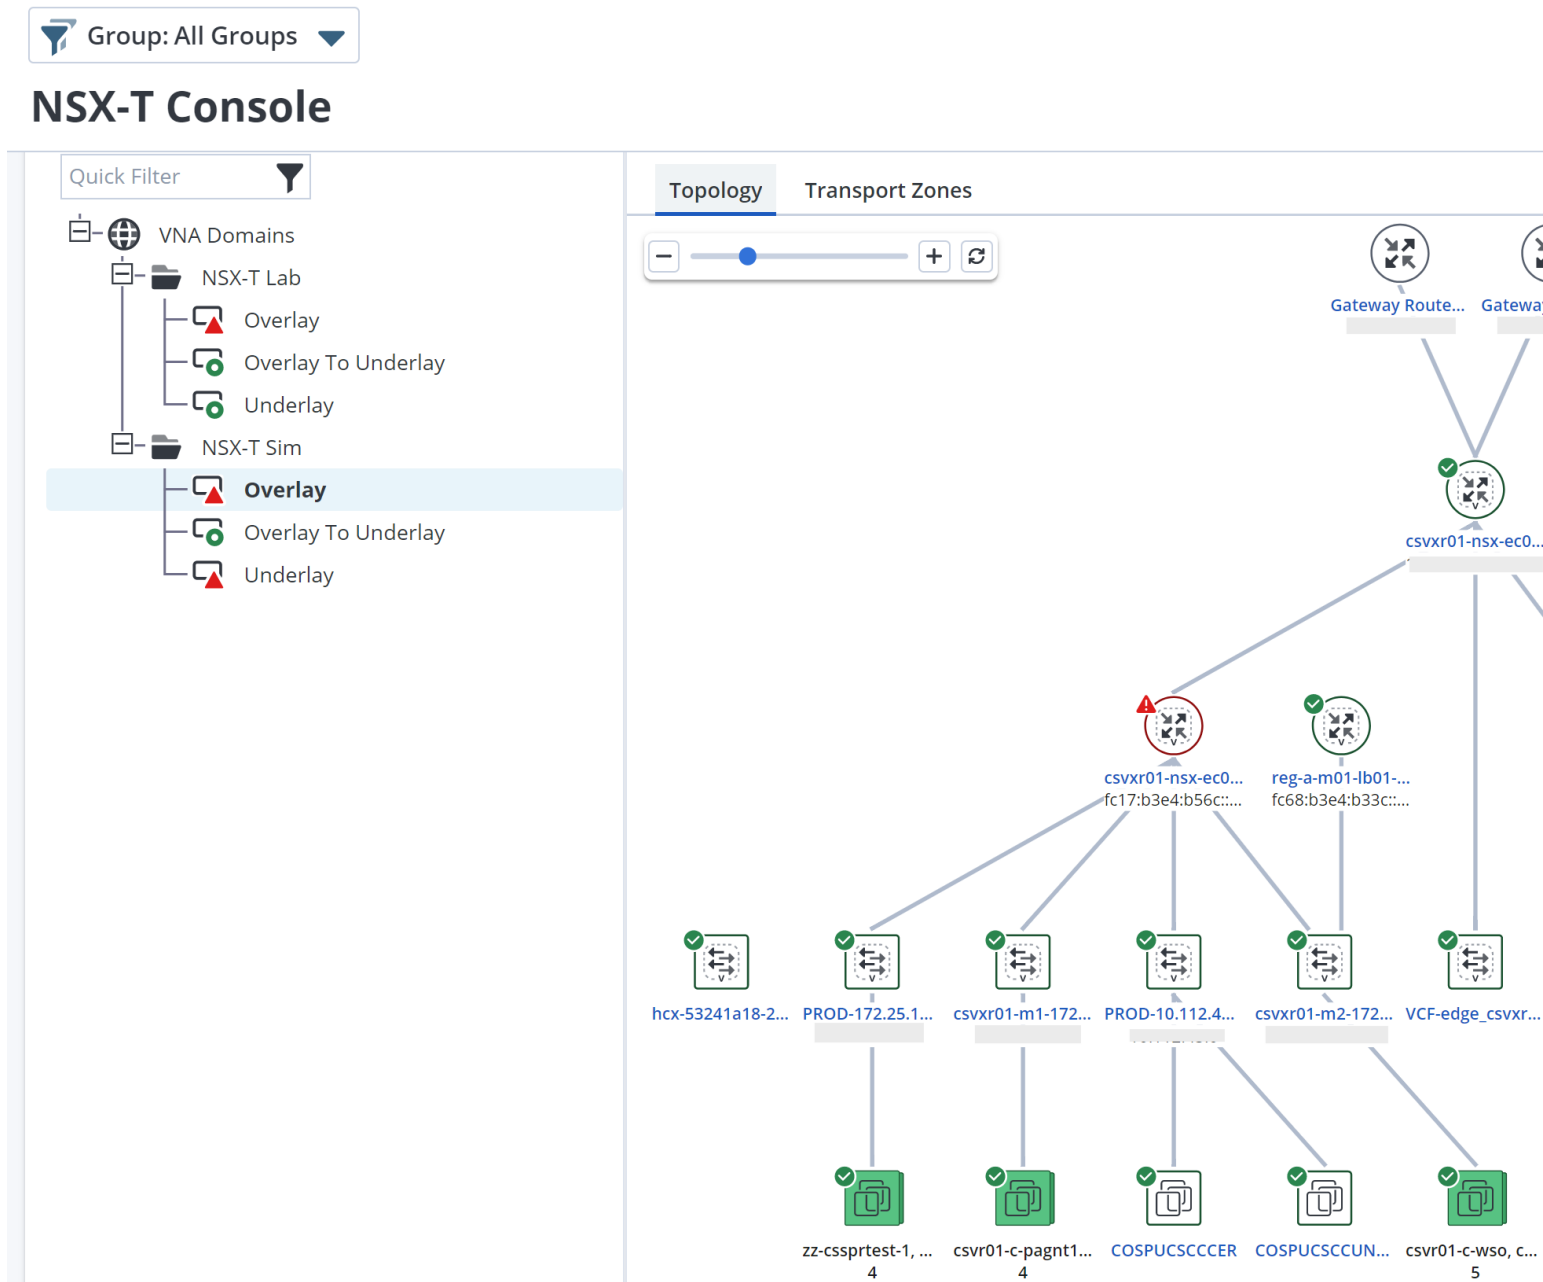 Group: All Groups
NSX-T Console
Quick Filter
VNA Domains
NSX-T Lab
Overlay
Overlay To Underlay
Underlay
NSX-T Sim
Overlay
Overlay To Underlay
Underlay
Topology Transport Zones
Gateway Route... Gateway
csvxr01-nsx-ec0...
csvxr01-nsx-ec0... reg-a-m01-lb01-...
fc17:b3e4:b56c::... fc68:b3e4:b33c::...
hcx-53241a18-2... PROD-172.25.1... csvxr01-m1-172... PROD-10.112.4... csvxr01-m2-172... VCF-edge_csvxr...
zz-cssprtest-1, ... csvr01-c-pagnt1... COSPUCSCCCER COSPUCSCCUN... csvr01-c-wso, c...
4 4 5